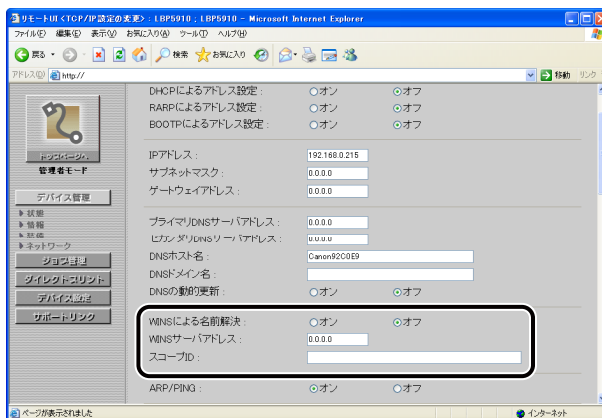 リモートUI <TCP/IP設定の変更> : LBP5910 ; LBP5910 - Microsoft Internet Explorer
ファイル(F) 編集(E) 表示(V) お気に入り(A) ツール(T) ヘルプ(H)
戻る 検索 お気に入り
アドレス(D) http:// 移動 リンク
DHCPによるアドレス設定 : オン オフ
RARPによるアドレス設定 : オン オフ
BOOTPによるアドレス設定 : オン オフ
トップページへ
管理者モード
IPアドレス : 192.168.0.215
サブネットマスク : 0.0.0.0
ゲートウェイアドレス : 0.0.0.0
デバイス管理
状態
情報
ネットワーク
ジョブ管理
ダイレクトプリント
デバイス設定
サポートリンク
プライマリDNSサーバアドレス : 0.0.0.0
セカンダリDNSサーバアドレス : 0.0.0.0
DNSホスト名 : Canon92C0E9
DNSドメイン名 :
DNSの動的更新 : オン オフ
WINSによる名前解決 : オン オフ
WINSサーバアドレス : 0.0.0.0
スコープID :
ARP/PING : オン オフ
ページが表示されました インターネット